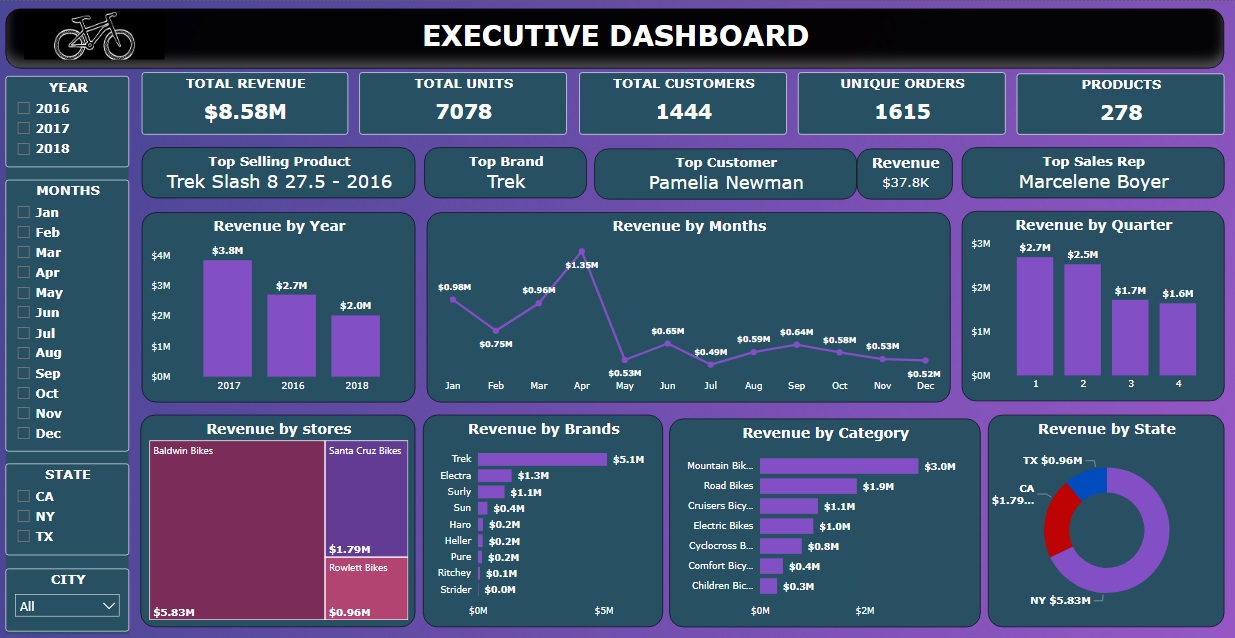 EXECUTIVE DASHBOARD
YEAR
2016
2017
2018
MONTHS
Jan
Feb
Mar
Apr
May
Jun
Jul
Aug
Sep
Oct
Nov
Dec
STATE
CA
NY
TX
CITY
All
TOTAL REVENUE
$8.58M
TOTAL UNITS
7078
TOTAL CUSTOMERS
1444
UNIQUE ORDERS
1615
PRODUCTS
278
Top Selling Product
Trek Slash 8 27.5 - 2016
Top Brand
Trek
Top Customer
Pamelia Newman
Revenue
$37.8K
Top Sales Rep
Marcelene Boyer
Revenue by Year
$4M
$3M
$2M
$1M
$0M
$3.8M
$2.7M
$2.0M
2017 2016 2018
Revenue by Months
$0.98M
$0.75M
$0.96M
$1.35M
$0.53M
$0.65M
$0.49M
$0.59M
$0.64M
$0.58M
$0.53M
$0.52M
Jan Feb Mar Apr May Jun Jul Aug Sep Oct Nov Dec
Revenue by Quarter
$3M
$2M
$1M
$0M
$2.7M
$2.5M
$1.7M
$1.6M
1 2 3 4
Revenue by stores
Baldwin Bikes
$5.83M
Santa Cruz Bikes
$1.79M
Rowlett Bikes
$0.96M
Revenue by Brands
Trek $5.1M
Electra $1.3M
Surly $1.1M
Sun $0.4M
Haro $0.2M
Heller $0.2M
Pure $0.2M
Ritchey $0.1M
Strider $0.0M
$0M $5M
Revenue by Category
Mountain Bik... $3.0M
Road Bikes $1.9M
Cruisers Bicy... $1.1M
Electric Bikes $1.0M
Cyclocross B... $0.8M
Comfort Bicy... $0.4M
Children Bic... $0.3M
$0M $2M
Revenue by State
TX $0.96M
CA
$1.79...
NY $5.83M